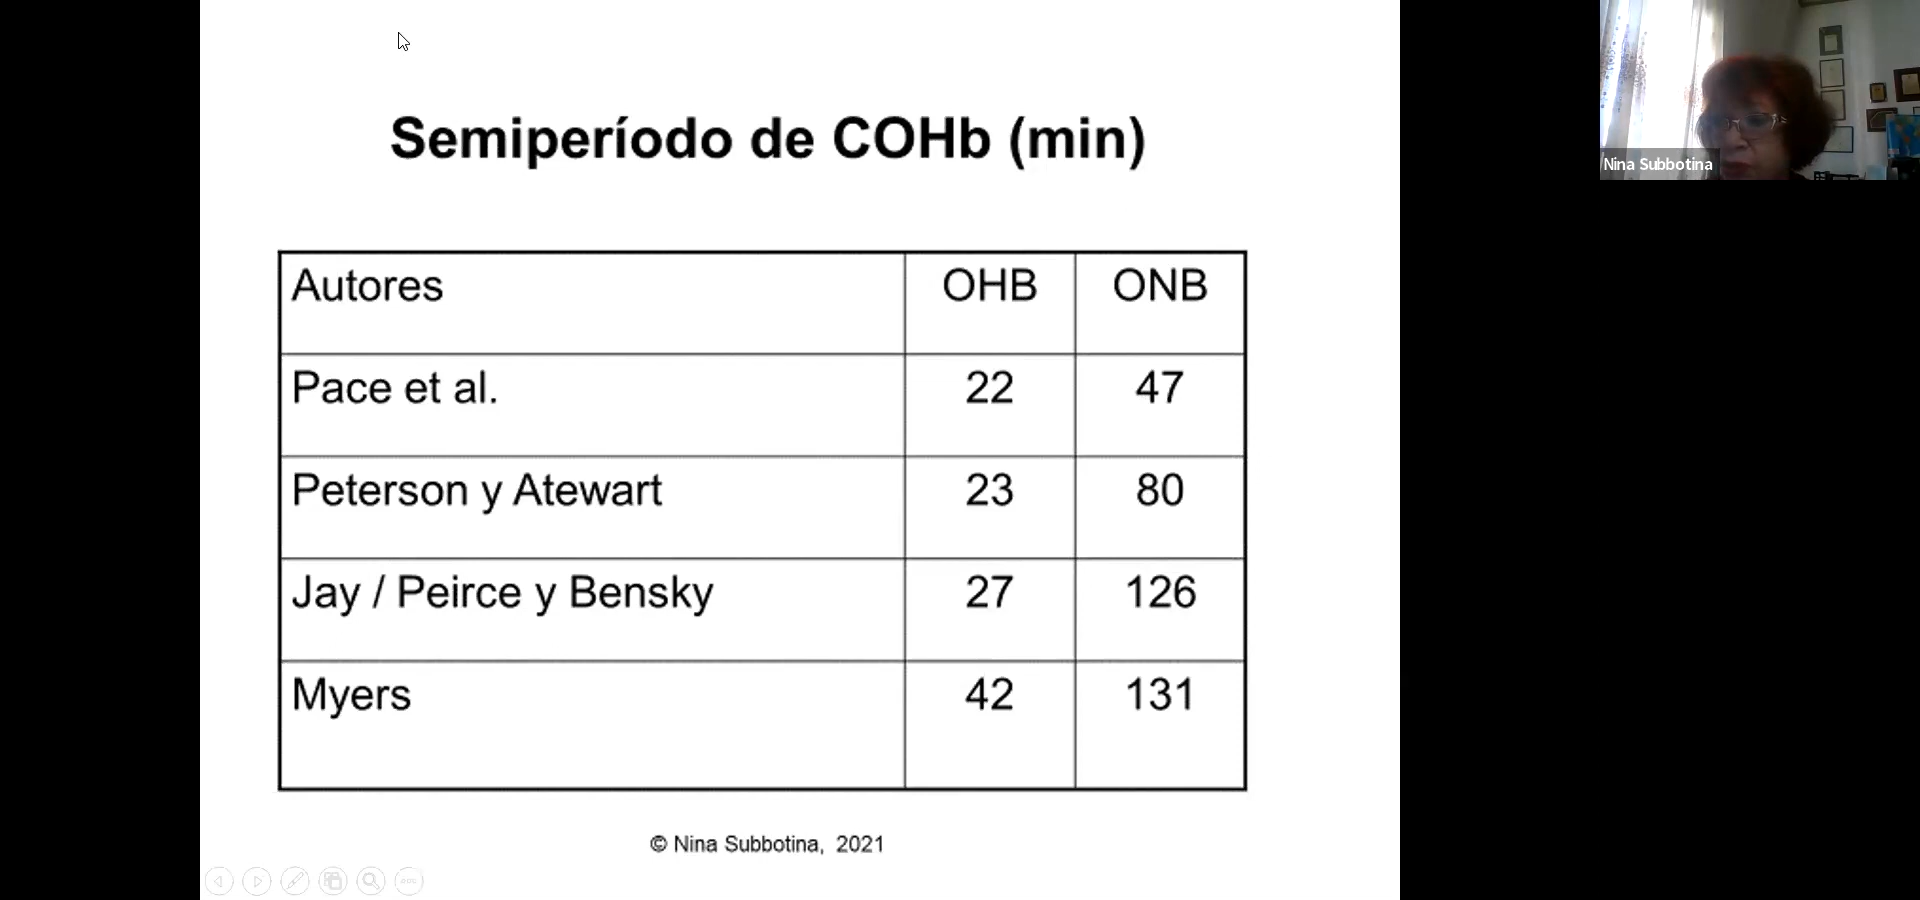 Semiperíodo de COHb (min)
Autores OHB ONB
Pace et al. 22 47
Peterson y Atewart 23 80
Jay / Peirce y Bensky 27 126
Myers 42 131
© Nina Subbotina, 2021
Nina Subbotina